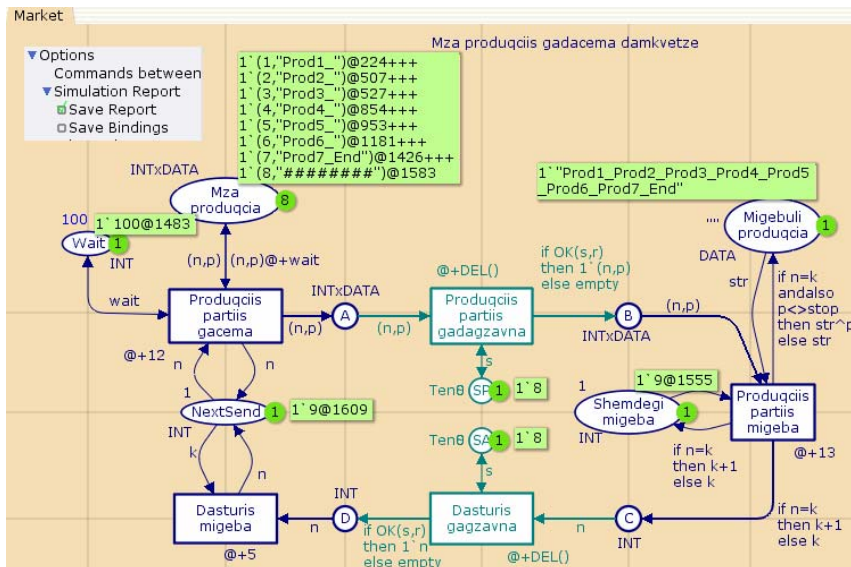 Market
Mza produqciis gadacema damkvetze
Options
Commands between
Simulation Report
Save Report
Save Bindings
1`(1,"Prod1_")@224+++
1`(2,"Prod2_")@507+++
1`(3,"Prod3_")@527+++
1`(4,"Prod4_")@854+++
1`(5,"Prod5_")@953+++
1`(6,"Prod6_")@1181+++
1`(7,"Prod7_End")@1426+++
1`(8,"########")@1583
INTxDATA
Mza
produqcia
8
1`"Prod1_Prod2_Prod3_Prod4_Prod5
_Prod6_Prod7_End"
""
Migebuli
produqcia
1
DATA
100
1`100@1483
Wait
1
INT
(n,p)
(n,p)@+wait
wait
Produqciis
partiis
gacema
@+12
(n,p)
INTxDATA
A
(n,p)
@+DEL()
Produqciis
partiis
gadagzavna
if OK(s,r)
then 1`(n,p)
else empty
B
INTxDATA
(n,p)
str
if n=k
andalso
p<>stop
then str^p
else str
n
n
s
Ten0
SP
1
1`8
1
NextSend
1
1`9@1609
INT
1
1`9@1555
Shemdegi
migeba
1
INT
Produqciis
partiis
migeba
@+13
if n=k
then k+1
else k
Ten0
SA
1
1`8
s
k
n
Dasturis
migeba
@+5
n
INT
D
if OK(s,r)
then 1`n
else empty
Dasturis
gagzavna
@+DEL()
n
C
INT
if n=k
then k+1
else k